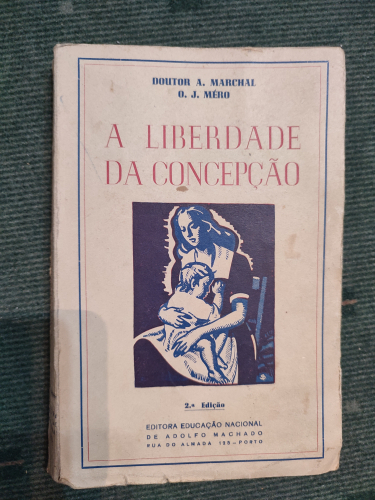 DOUTOR A. MARCHAL
O. J. MÉRO
A LIBERDADE
DA CONCEPÇÃO
2.ª Edição
EDITORA EDUCAÇÃO NACIONAL
DE ADOLFO MACHADO
RUA DO ALMADA 125 - PORTO